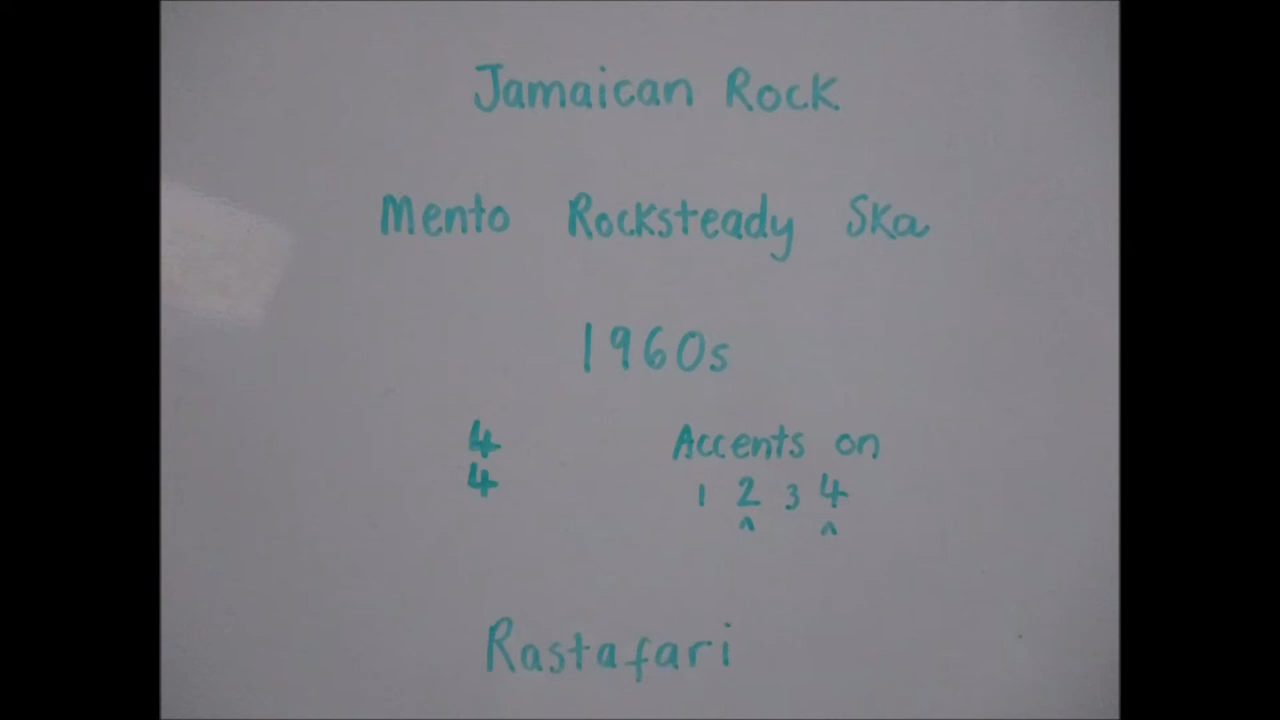 Jamaican Rock
Mento Rocksteady Ska
1960s
4
4
Accents on
1 2 3 4
^ ^
Rastafari